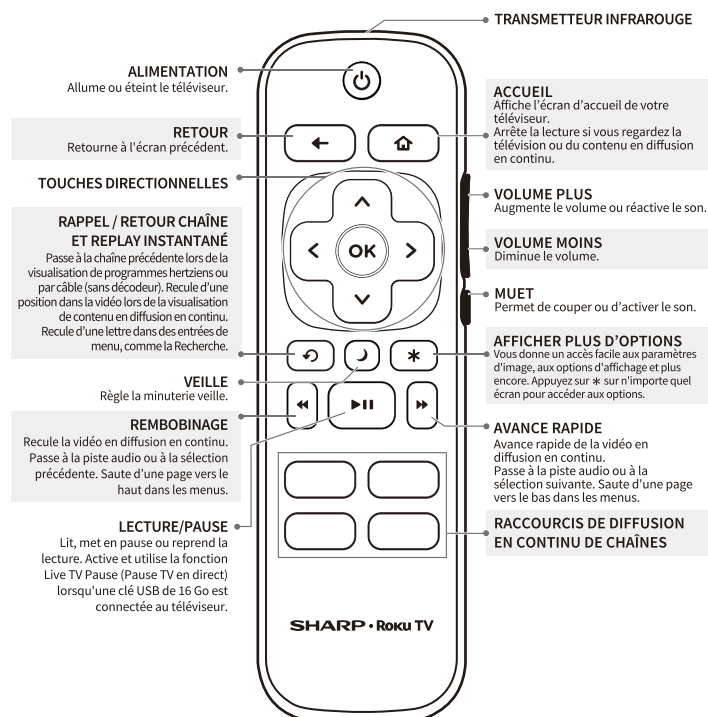 TRANSMETTEUR INFRAROUGE
ALIMENTATION
Allume ou éteint le téléviseur.
RETOUR
Retourne à l'écran précédent.
TOUCHES DIRECTIONNELLES
RAPPEL / RETOUR CHAÎNE
ET REPLAY INSTANTANÉ
Passe à la chaîne précédente lors de la
visualisation de programmes hertziens ou
par câble (sans décodeur). Recule d’une
position dans la vidéo lors de la visualisation
de contenu en diffusion en continu.
Recule d’une lettre dans des entrées de
menu, comme la Recherche.
VEILLE
Règle la minuterie veille.
REMBOBINAGE
Recule la vidéo en diffusion en continu.
Passe à la piste audio ou à la sélection
précédente. Saute d’une page vers le
haut dans les menus.
LECTURE/PAUSE
Lit, met en pause ou reprend la
lecture. Active et utilise la fonction
Live TV Pause (Pause TV en direct)
lorsqu'une clé USB de 16 Go est
connectée au téléviseur.
OK
SHARP • Roku TV
ACCUEIL
Affiche l’écran d’accueil de votre
téléviseur.
Arrête la lecture si vous regardez la
télévision ou du contenu en diffusion
en continu.
VOLUME PLUS
Augmente le volume ou réactive le son.
VOLUME MOINS
Diminue le volume.
MUET
Permet de couper ou d’activer le son.
AFFICHER PLUS D’OPTIONS
Vous donne un accès facile aux paramètres
d'image, aux options d'affichage et plus
encore. Appuyez sur * sur n'importe quel
écran pour accéder aux options.
AVANCE RAPIDE
Avance rapide de la vidéo en
diffusion en continu.
Passe à la piste audio ou à la
sélection suivante. Saute d'une page
vers le bas dans les menus.
RACCOURCIS DE DIFFUSION
EN CONTINU DE CHAÎNES